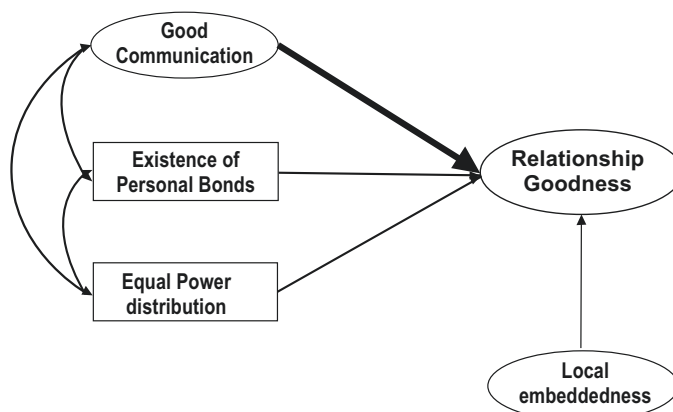 Good
Communication
Existence of
Personal Bonds
Relationship
Goodness
Equal Power
distribution
Local
embeddedness